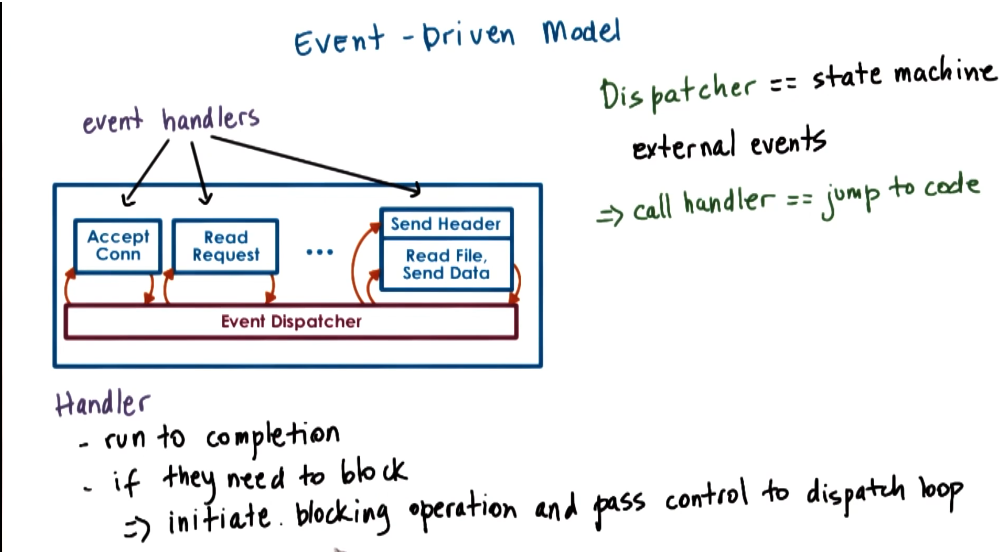 Event-Driven Model
Dispatcher == state machine
external events
=> call handler == jump to code
event handlers
Accept
Conn
Read
Request
...
Send Header
Read File,
Send Data
Event Dispatcher
Handler
- run to completion
- if they need to block
=> initiate. blocking operation and pass control to dispatch loop